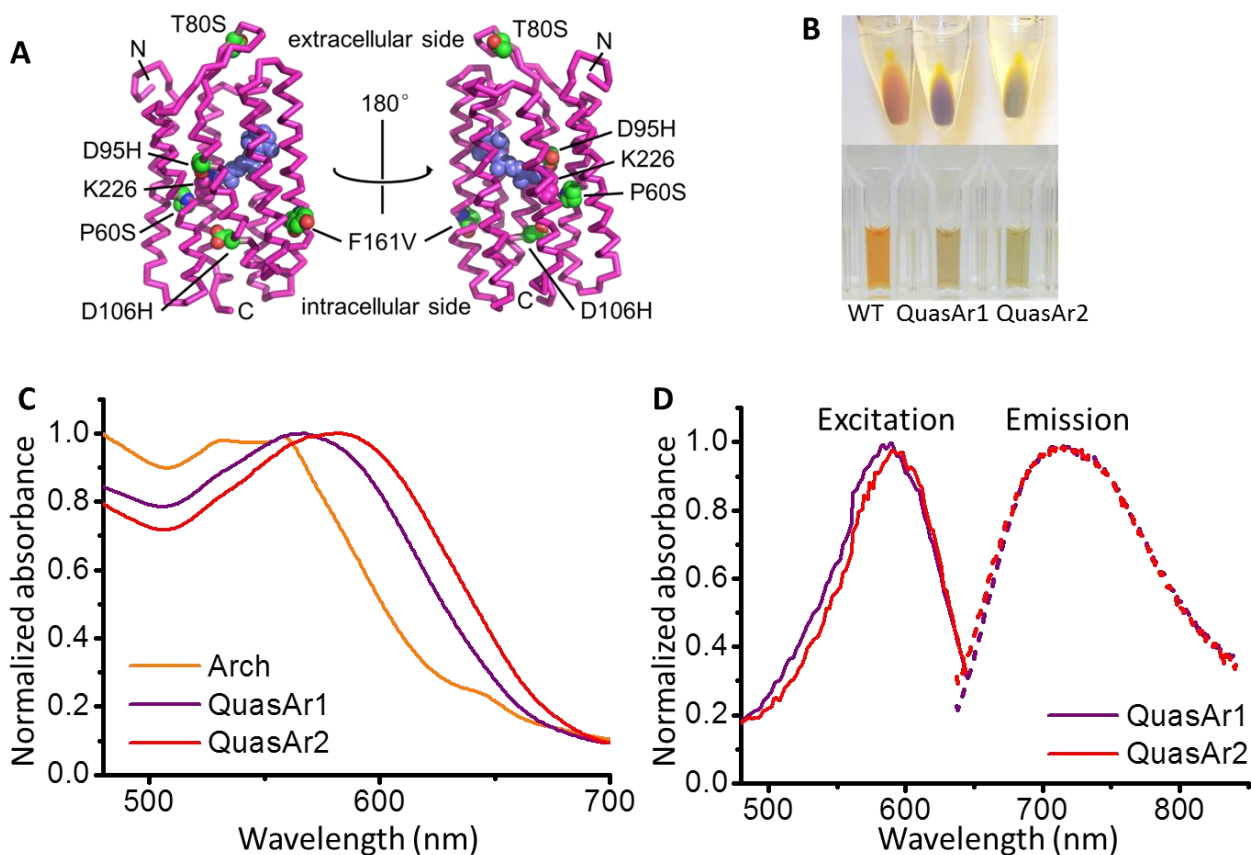 A
T80S
extracellular side
T80S
N
N
180°
D95H
D95H
K226
K226
P60S
P60S
F161V
D106H
C
intracellular side
C
D106H
B
WT QuasAr1 QuasAr2
C
Normalized absorbance
1.0
0.8
0.6
0.4
0.2
0.0
Arch
QuasAr1
QuasAr2
500
600
700
Wavelength (nm)
D
Excitation
Emission
Normalized absorbance
1.0
0.8
0.6
0.4
0.2
0.0
QuasAr1
QuasAr2
500
600
700
800
Wavelength (nm)